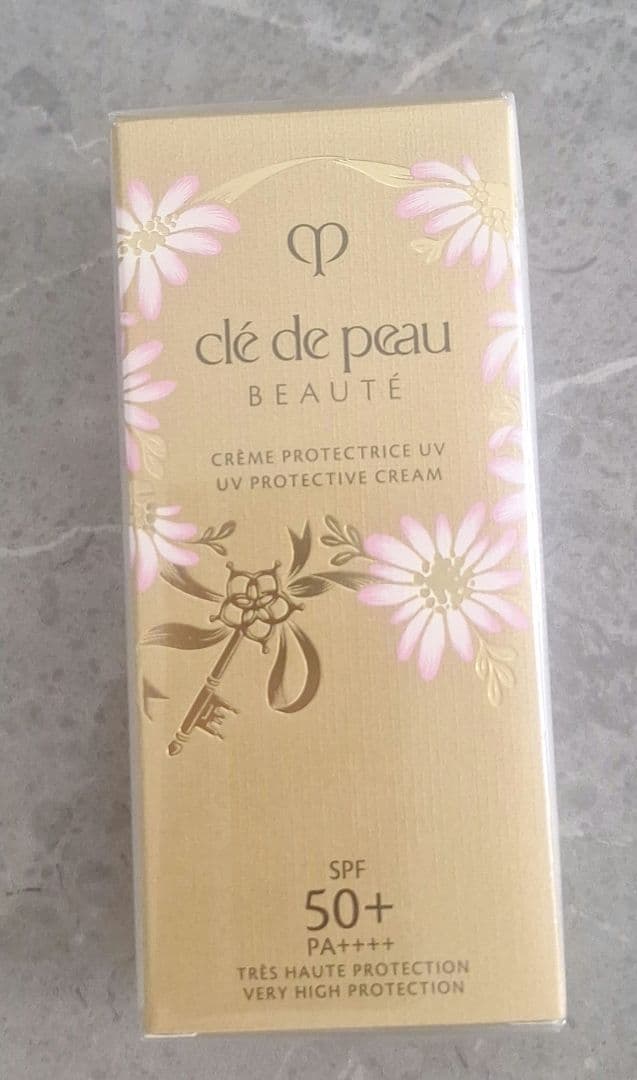 clé de peau
BEAUTÉ
CRÈME PROTECTRICE UV
UV PROTECTIVE CREAM
SPF
50+
PA++++
TRÈS HAUTE PROTECTION
VERY HIGH PROTECTION